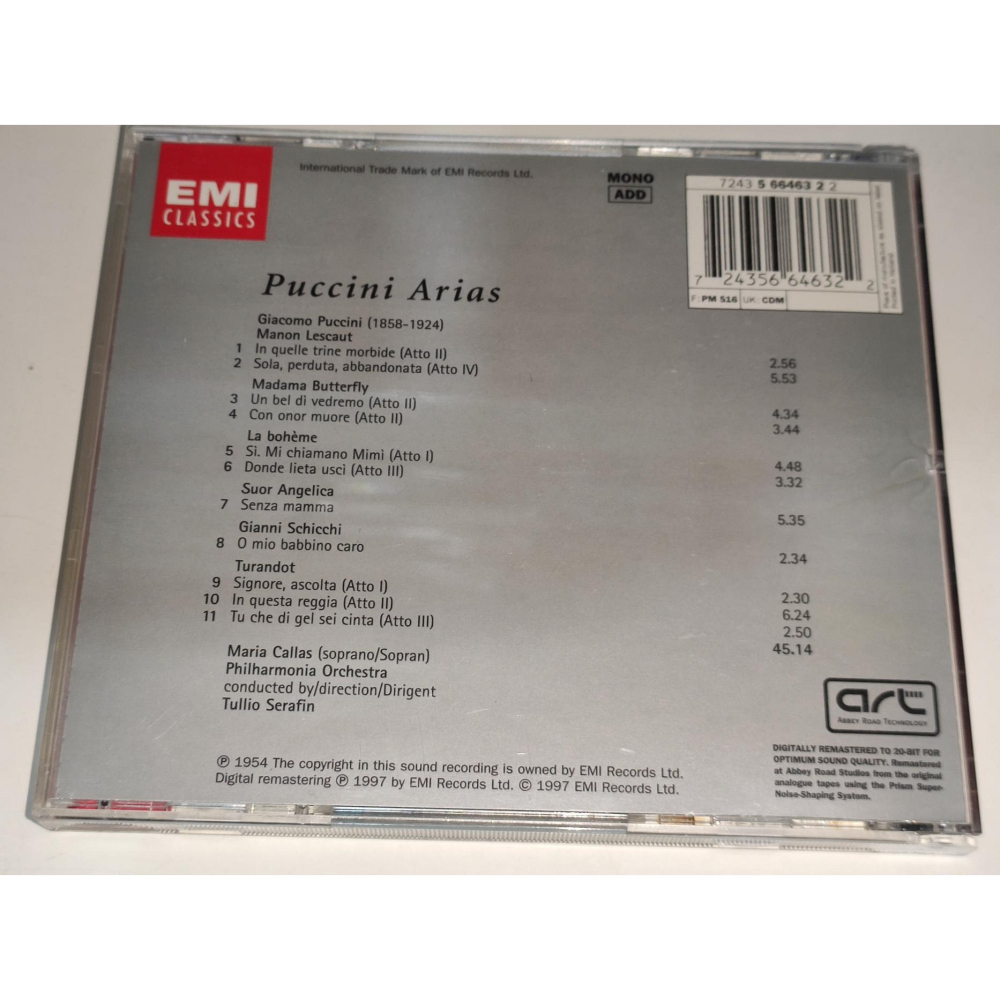 EMI
CLASSICS
International Trade Mark of EMI Records Ltd.
MONO
ADD
7243 5 66463 2 2
7 24356 64632 2
F: PM 516 UK: CDM
Puccini Arias
Giacomo Puccini (1858-1924)
Manon Lescaut
1 In quelle trine morbide (Atto II) 2.56
2 Sola, perduta, abbandonata (Atto IV) 5.53
Madama Butterfly
3 Un bel dì vedremo (Atto II) 4.34
4 Con onor muore (Atto II) 3.44
La bohème
5 Sì. Mi chiamano Mimì (Atto I) 4.48
6 Donde lieta uscì (Atto III) 3.32
Suor Angelica
7 Senza mamma 5.35
Gianni Schicchi
8 O mio babbino caro 2.34
Turandot
9 Signore, ascolta (Atto I) 2.30
10 In questa reggia (Atto II) 6.24
11 Tu che di gel sei cinta (Atto III) 2.50
45.14
Maria Callas (soprano/Sopran)
Philharmonia Orchestra
conducted by/direction/Dirigent
Tullio Serafin
art
ABBEY ROAD TECHNOLOGY
DIGITALLY REMASTERED TO 20-BIT FOR
OPTIMUM SOUND QUALITY. Remastered
at Abbey Road Studios from the original
analogue tapes using the Prism Super-
Noise-Shaping System.
℗ 1954 The copyright in this sound recording is owned by EMI Records Ltd.
Digital remastering ℗ 1997 by EMI Records Ltd. © 1997 EMI Records Ltd.